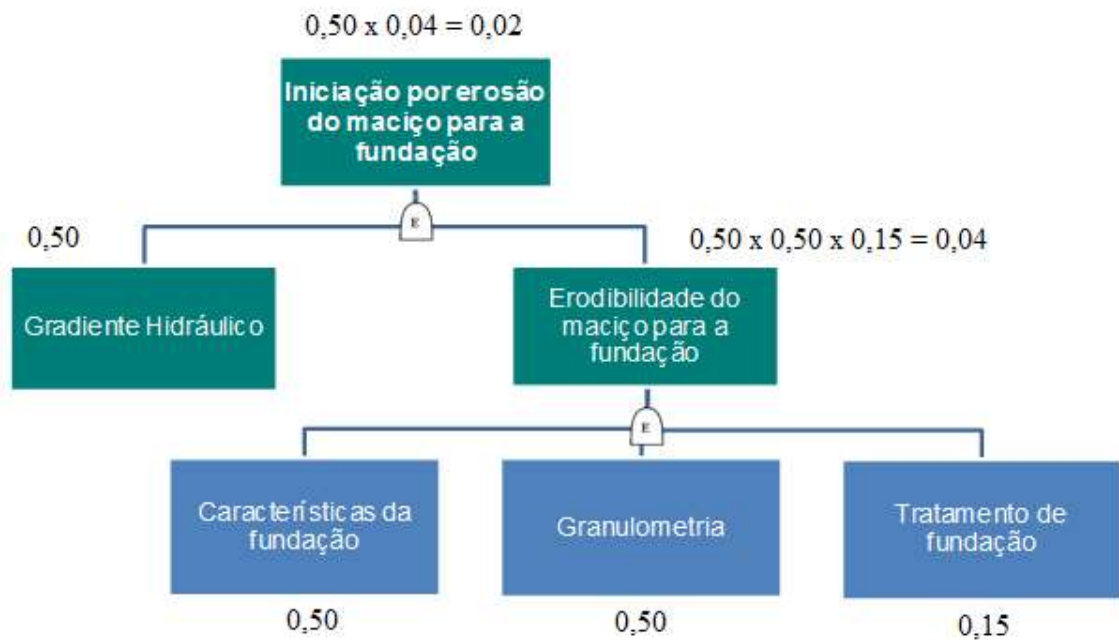 0,50 x 0,04 = 0,02
Iniciação por erosão
do maciço para a
fundação
E
0,50
0,50 x 0,50 x 0,15 = 0,04
Gradiente Hidráulico
Erodibilidade do
maciço para a
fundação
E
Características da
fundação
Granulometria
Tratamento de
fundação
0,50
0,50
0,15